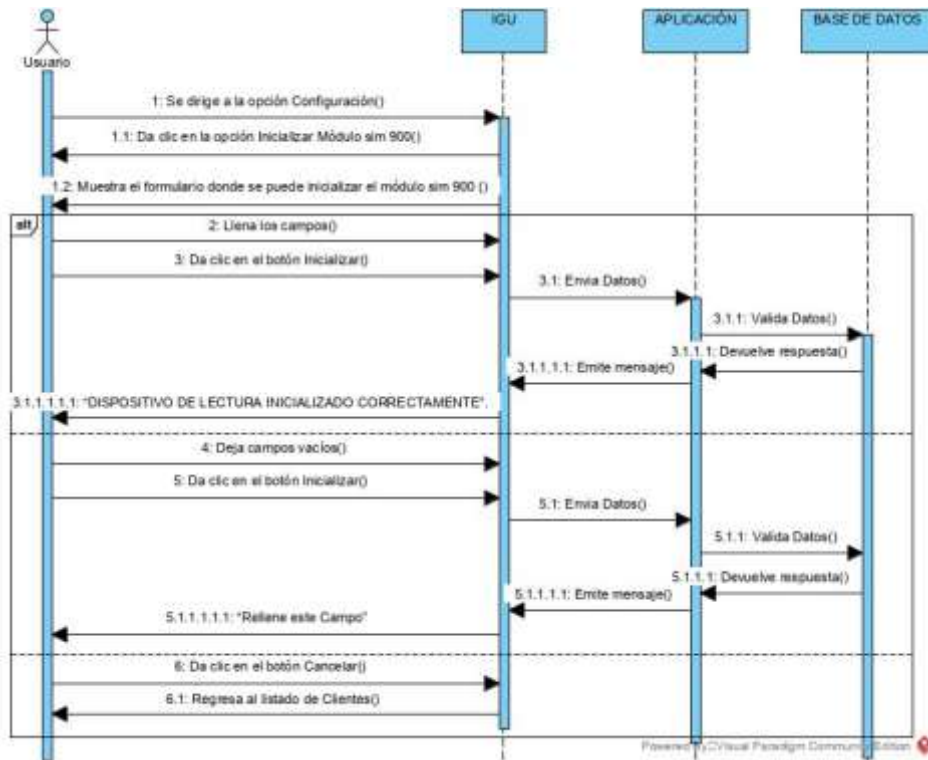 IGU
APLICACIÓN
BASE DE DATOS
Usuario
1: Se dirige a la opción Configuración()
1.1: Da clic en la opción Inicializar Módulo sim 900()
1.2: Muestra el formulario donde se puede inicializar el módulo sim 900 ()
alt
2: Llena los campos()
3: Da clic en el botón Inicializar()
3.1: Envia Datos()
3.1.1: Valida Datos()
3.1.1.1: Devuelve respuesta()
3.1.1.1.1: Emite mensaje()
3.1.1.1.1.1: "DISPOSITIVO DE LECTURA INICIALIZADO CORRECTAMENTE".
4: Deja campos vacíos()
5: Da clic en el botón Inicializar()
5.1: Envia Datos()
5.1.1: Valida Datos()
5.1.1.1: Devuelve respuesta()
5.1.1.1.1: Emite mensaje()
5.1.1.1.1.1: "Rellene este Campo"
6: Da clic en el botón Cancelar()
6.1: Regresa al listado de Clientes()
Powered By Visual Paradigm Community Edition